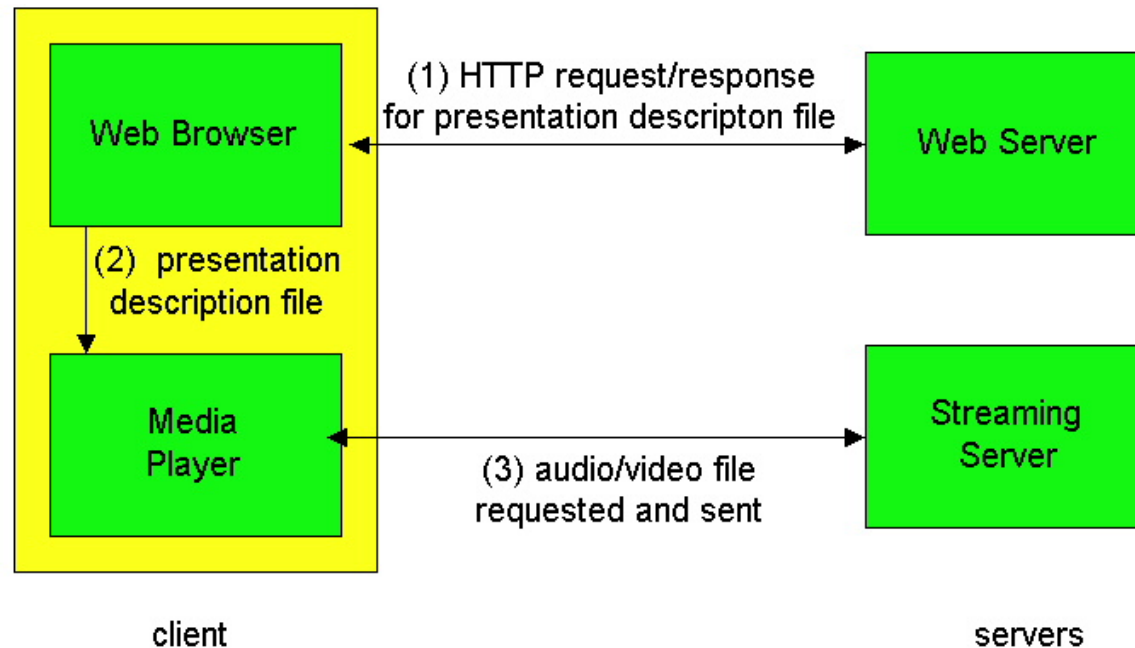 Web Browser
(1) HTTP request/response
for presentation descripton file
Web Server
(2) presentation
description file
Media
Player
(3) audio/video file
requested and sent
Streaming
Server
client
servers